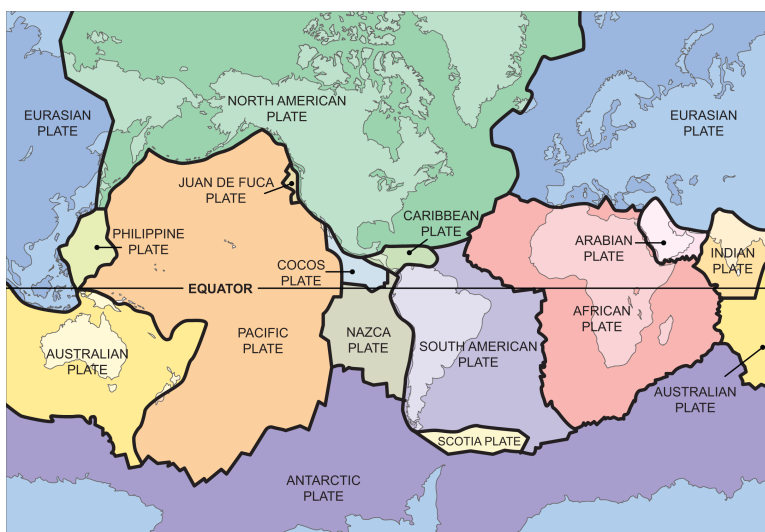 EURASIAN
PLATE
NORTH AMERICAN
PLATE
EURASIAN
PLATE
JUAN DE FUCA
PLATE
PHILIPPINE
PLATE
CARIBBEAN
PLATE
ARABIAN
PLATE
INDIAN
PLATE
COCOS
PLATE
EQUATOR
AUSTRALIAN
PLATE
PACIFIC
PLATE
NAZCA
PLATE
SOUTH AMERICAN
PLATE
AFRICAN
PLATE
AUSTRALIAN
PLATE
SCOTIA PLATE
ANTARCTIC
PLATE